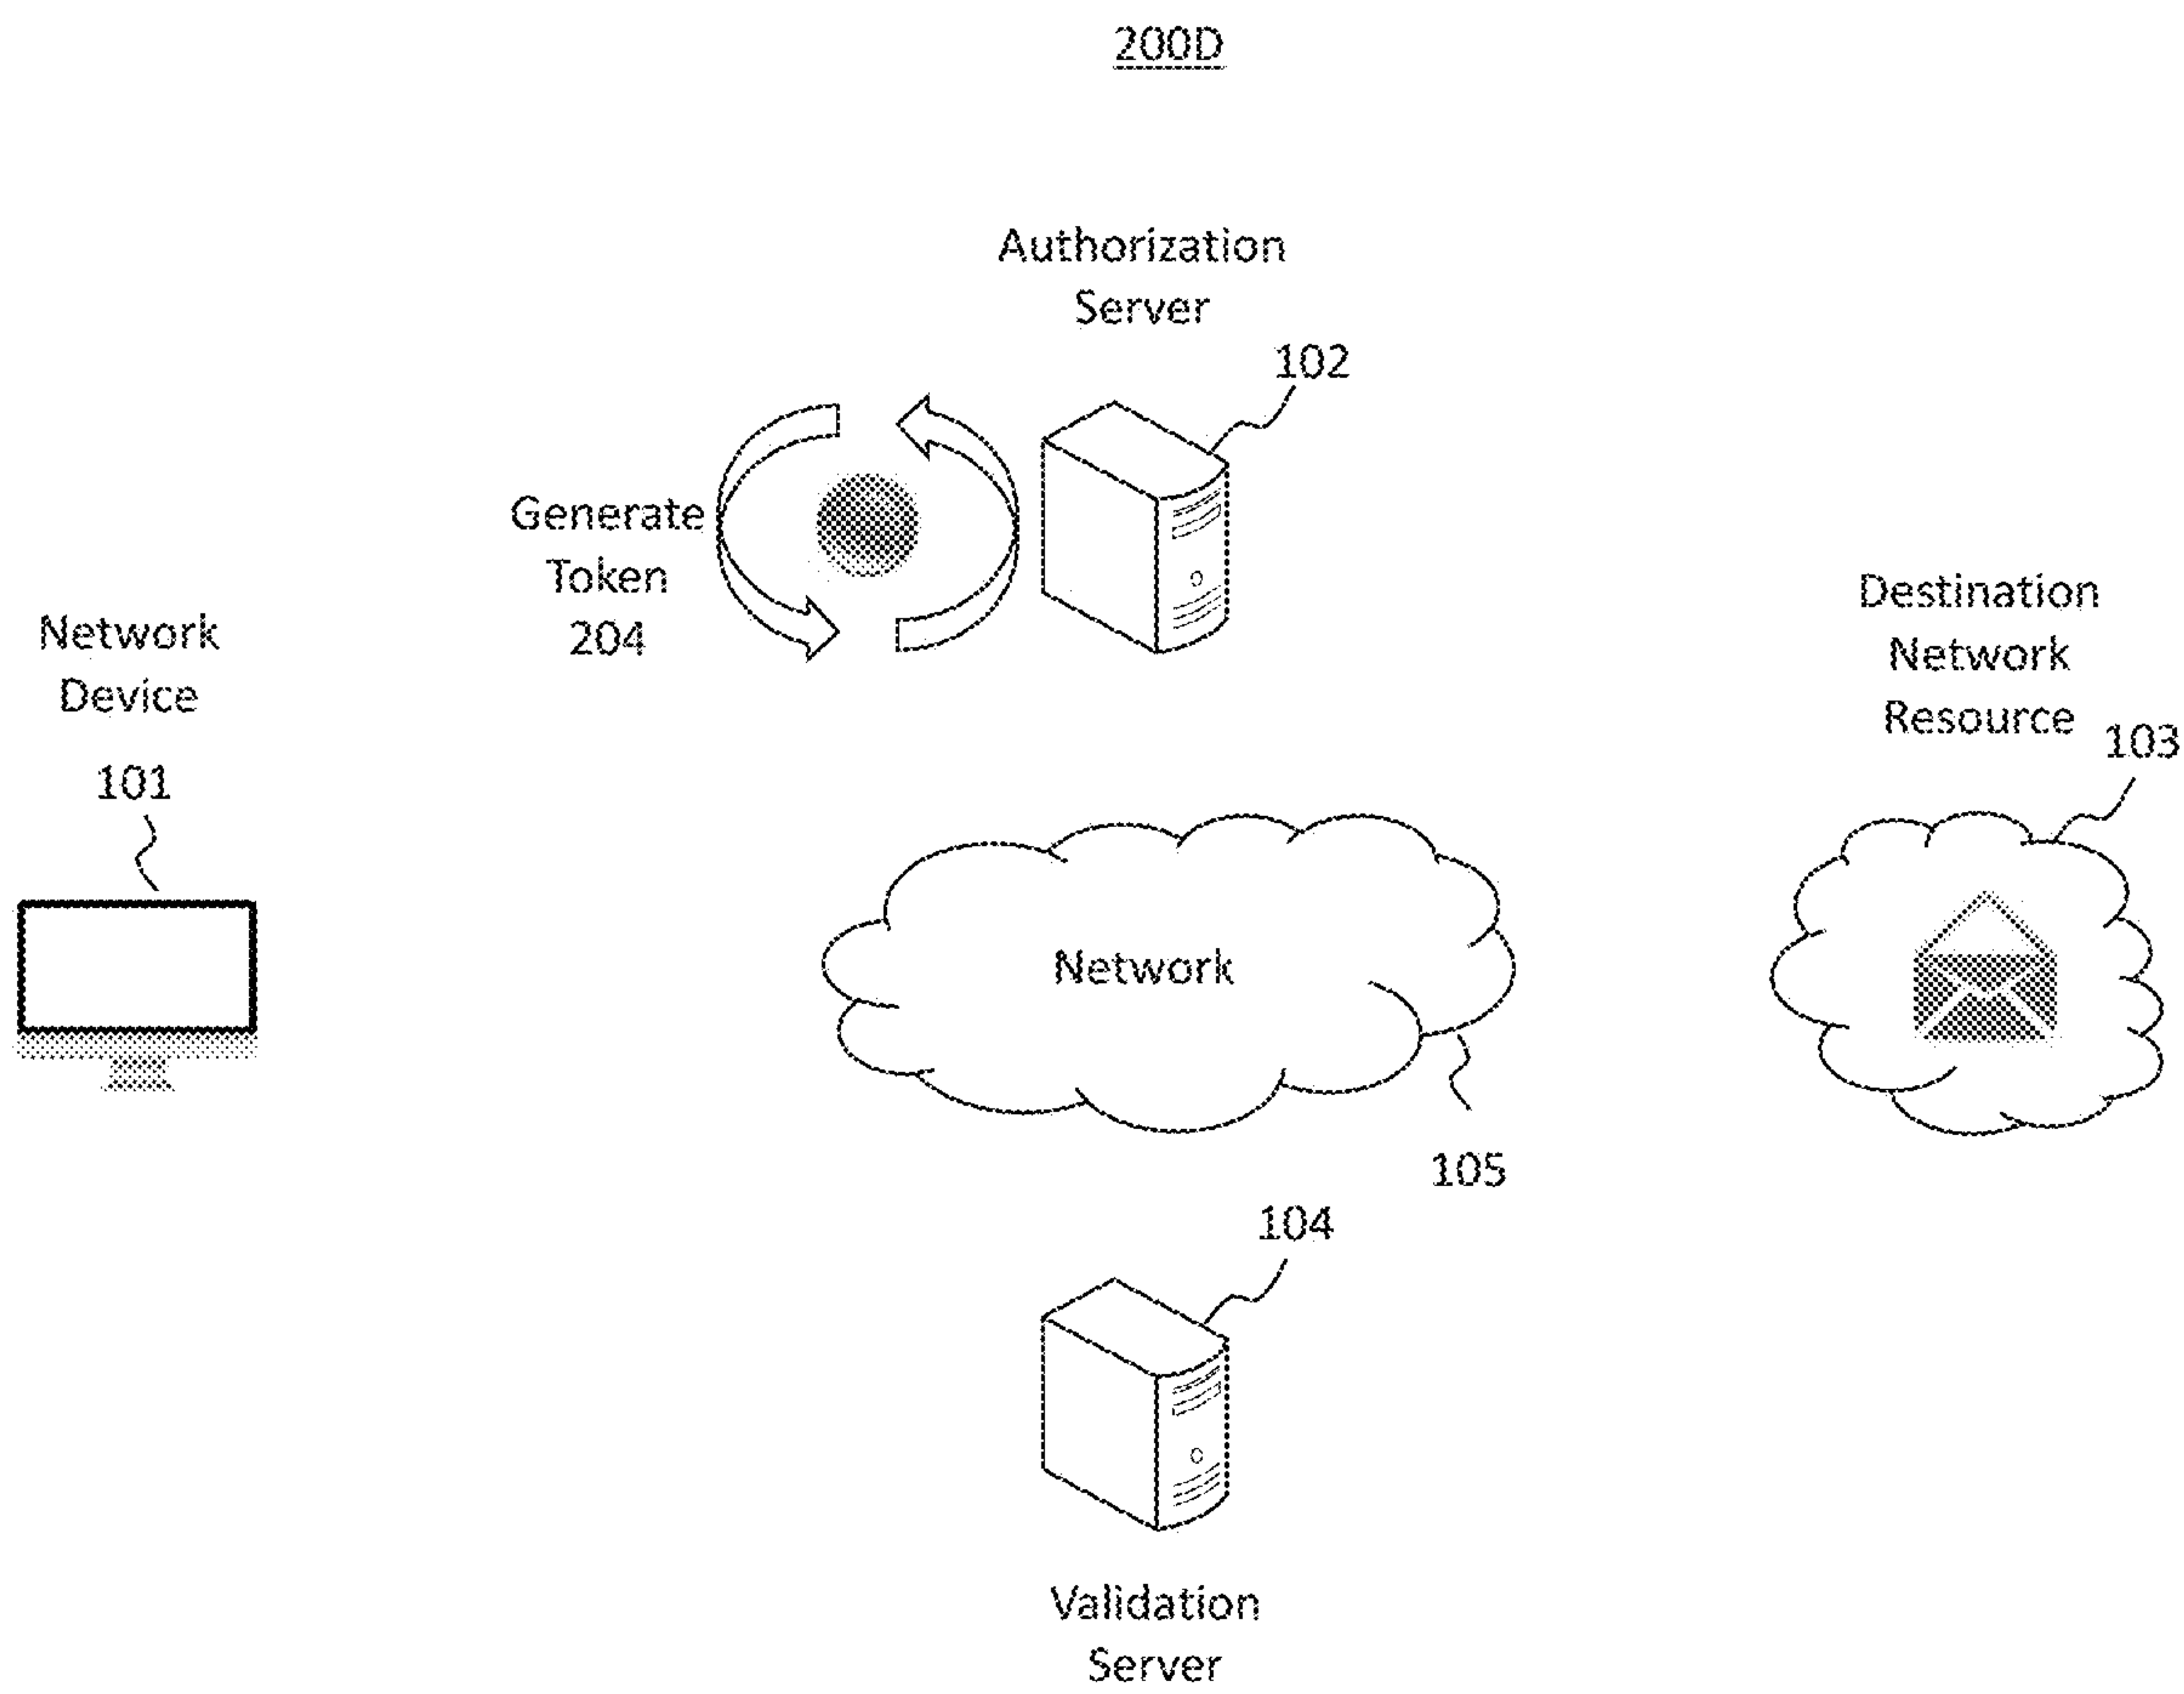 200D
Authorization
Server
102
Generate
Token
204
Network
Device
101
Destination
Network
Resource
103
Network
105
104
Validation
Server